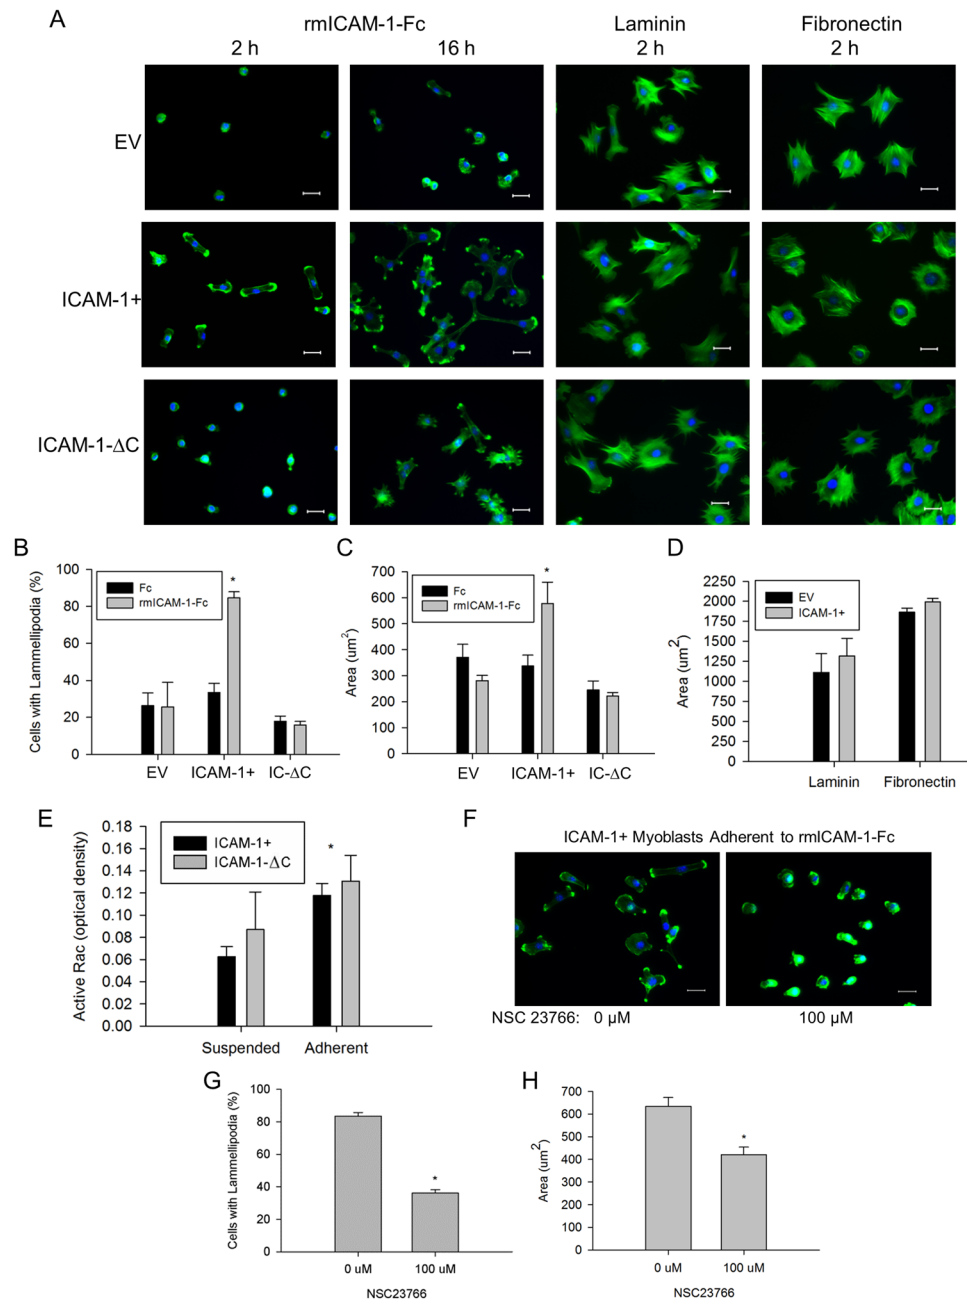 A
rmICAM-1-Fc
Laminin
Fibronectin
2 h
16 h
2 h
2 h
EV
ICAM-1+
ICAM-1-ΔC
B
Cells with Lammellipodia (%)
100
80
60
40
20
0
Fc
rmICAM-1-Fc
*
EV
ICAM-1+
IC-ΔC
C
Area (um²)
700
600
500
400
300
200
100
0
Fc
rmICAM-1-Fc
*
EV
ICAM-1+
IC-ΔC
D
Area (um²)
2250
2000
1750
1500
1250
1000
750
500
250
0
EV
ICAM-1+
Laminin
Fibronectin
E
Active Rac (optical density)
0.18
0.16
0.14
0.12
0.10
0.08
0.06
0.04
0.02
0.00
ICAM-1+
ICAM-1-ΔC
*
Suspended
Adherent
F
ICAM-1+ Myoblasts Adherent to rmICAM-1-Fc
NSC 23766: 0 µM
100 µM
G
Cells with Lammellipodia (%)
100
80
60
40
20
0
*
0 uM
100 uM
NSC23766
H
Area (um²)
700
600
500
400
300
200
100
0
*
0 uM
100 uM
NSC23766